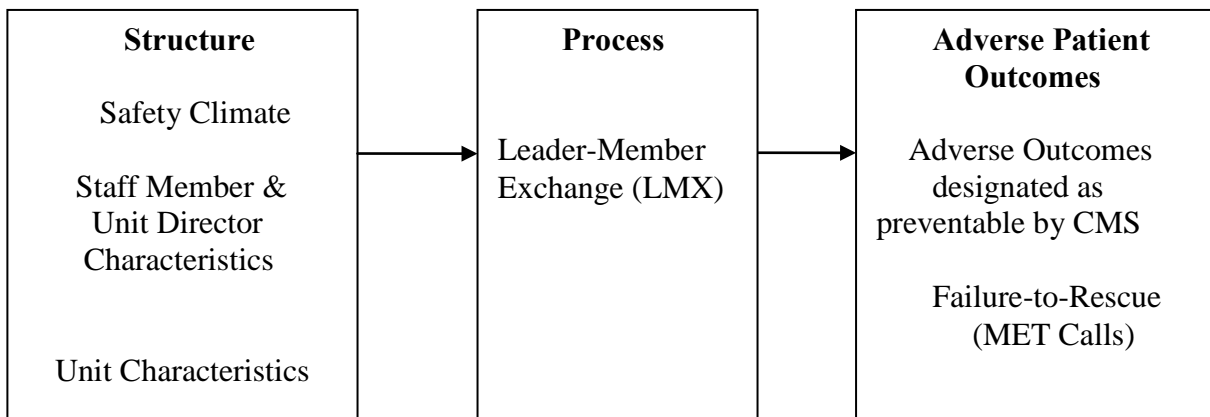 Structure
Safety Climate
Staff Member &
Unit Director
Characteristics
Unit Characteristics
Process
Leader-Member
Exchange (LMX)
Adverse Patient
Outcomes
Adverse Outcomes
designated as
preventable by CMS
Failure-to-Rescue
(MET Calls)